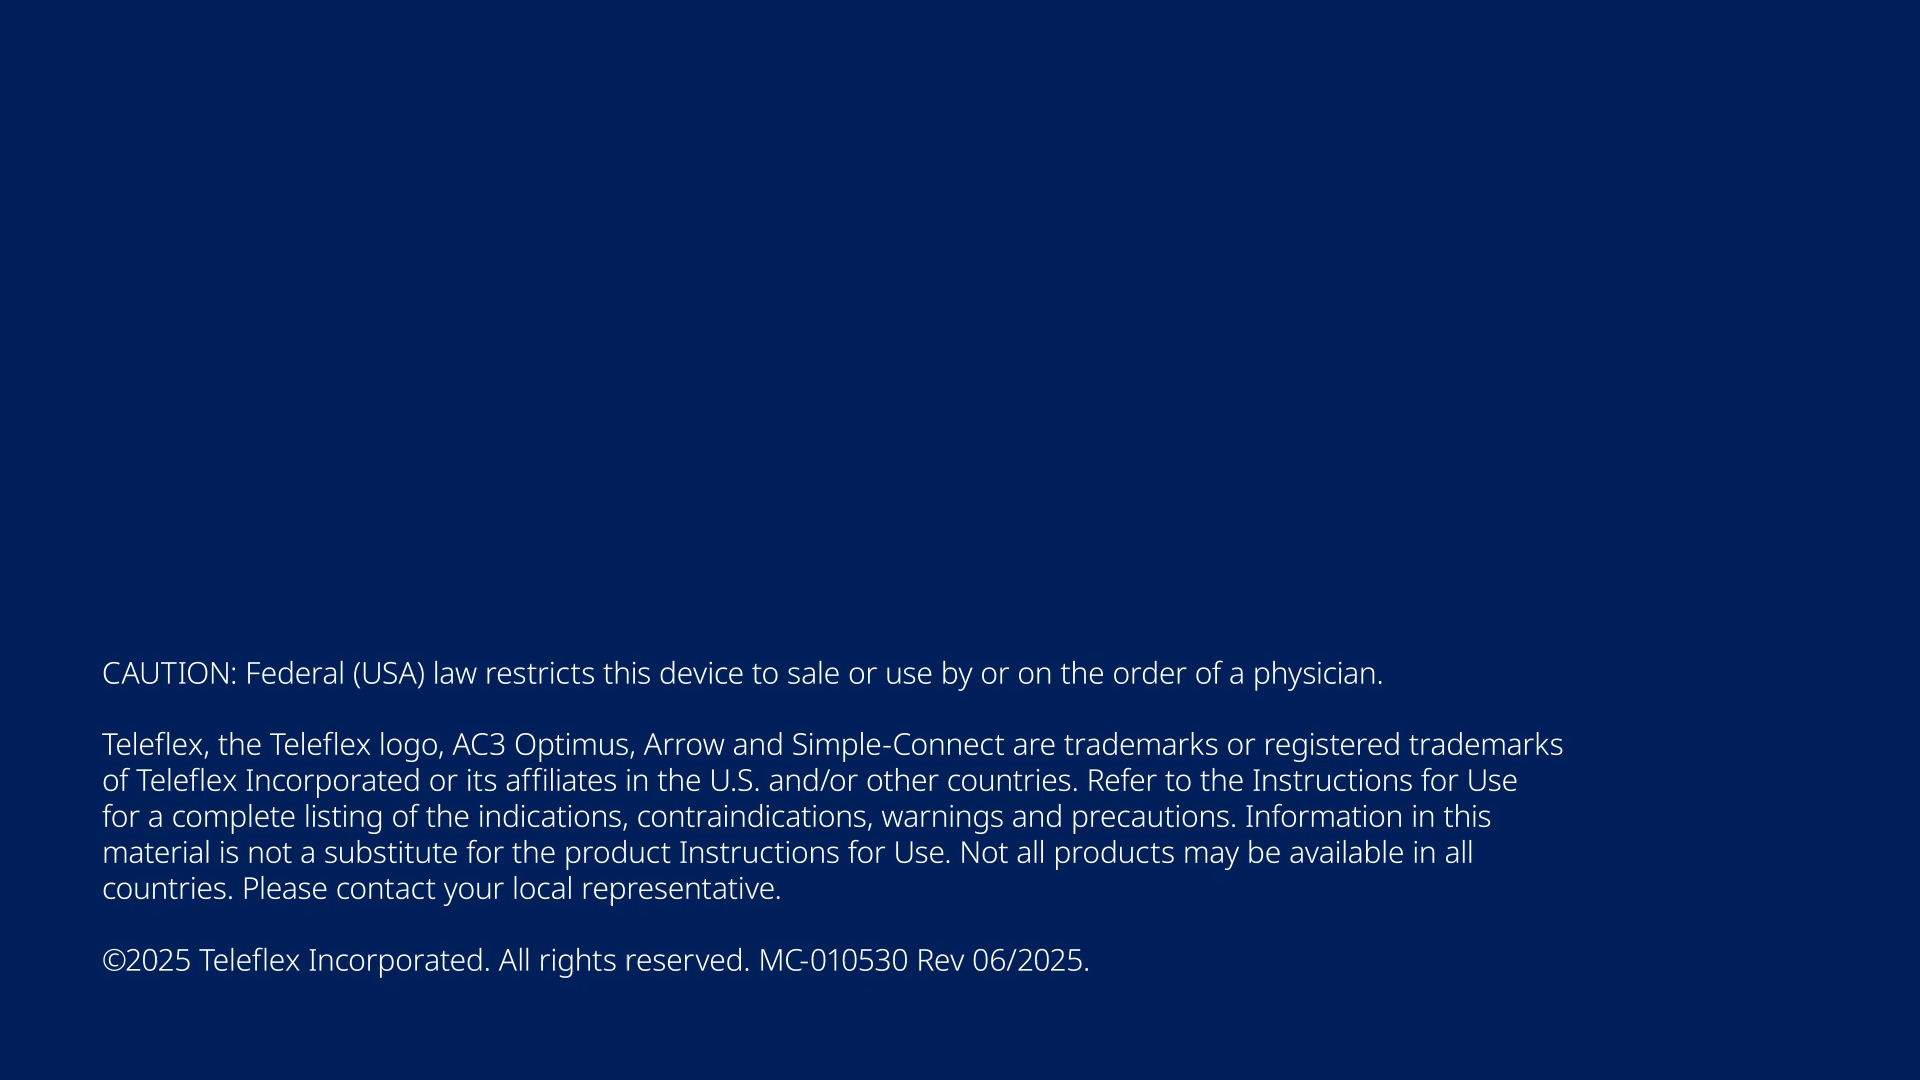 CAUTION: Federal (USA) law restricts this device to sale or use by or on the order of a physician.
Teleflex, the Teleflex logo, AC3 Optimus, Arrow and Simple-Connect are trademarks or registered trademarks
of Teleflex Incorporated or its affiliates in the U.S. and/or other countries. Refer to the Instructions for Use
for a complete listing of the indications, contraindications, warnings and precautions. Information in this
material is not a substitute for the product Instructions for Use. Not all products may be available in all
countries. Please contact your local representative.
©2025 Teleflex Incorporated. All rights reserved. MC-010530 Rev 06/2025.